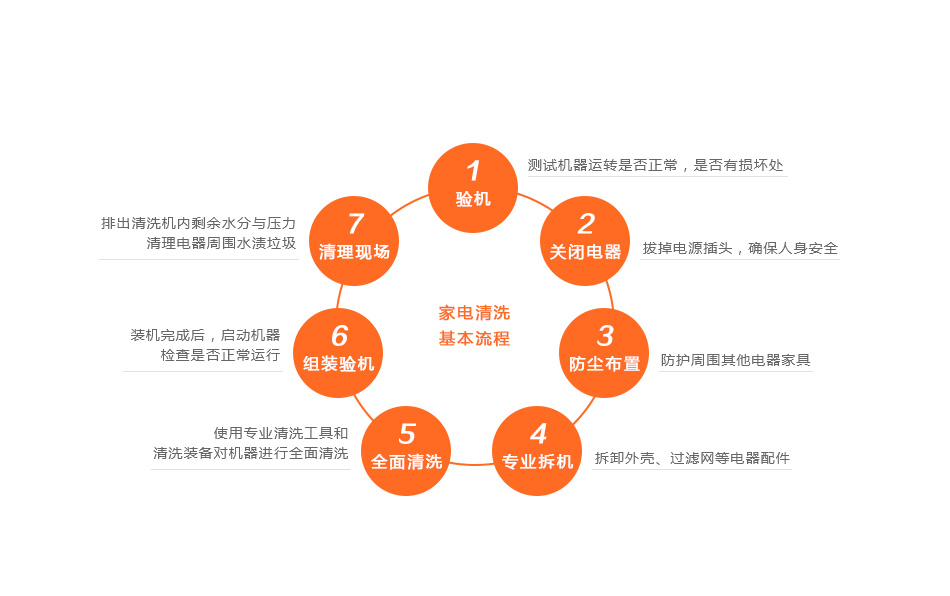 家电清洗
基本流程
1
验机
测试机器运转是否正常，是否有损坏处
2
关闭电器
拔掉电源插头，确保人身安全
3
防尘布置
防护周围其他电器家具
4
专业拆机
拆卸外壳、过滤网等电器配件
5
全面清洗
使用专业清洗工具和
清洗装备对机器进行全面清洗
6
组装验机
装机完成后，启动机器
检查是否正常运行
7
清理现场
排出清洗机内剩余水分与压力
清理电器周围水渍垃圾